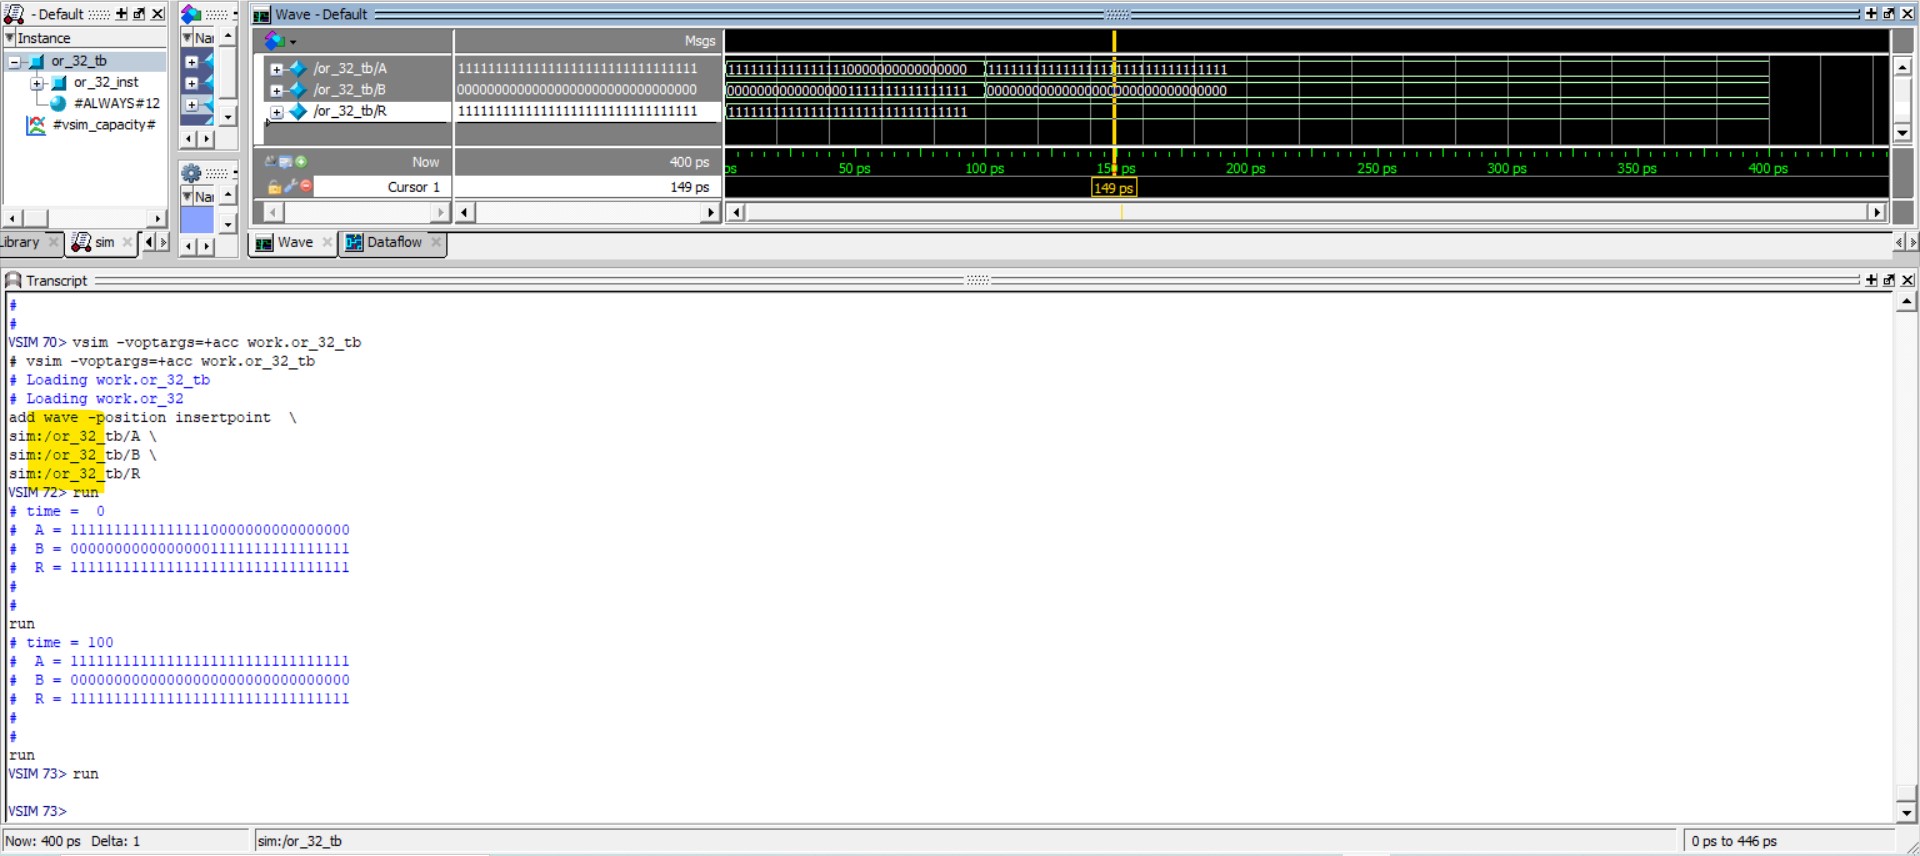 - Default
Instance
or_32_tb
or_32_inst
#ALWAYS#12
#vsim_capacity#
Library
sim
Na
Na
Wave - Default
Msgs
/or_32_tb/A 11111111111111111111111111111111 11111111111111110000000000000000 11111111111111111111111111111111
/or_32_tb/B 00000000000000000000000000000000 00000000000000001111111111111111 00000000000000000000000000000000
/or_32_tb/R 11111111111111111111111111111111 11111111111111111111111111111111
Now 400 ps ps 50 ps 100 ps 150 ps 200 ps 250 ps 300 ps 350 ps 400 ps
Cursor 1 149 ps 149 ps
Wave
Dataflow
Transcript
#
#
VSIM 70> vsim -voptargs=+acc work.or_32_tb
# vsim -voptargs=+acc work.or_32_tb
# Loading work.or_32_tb
# Loading work.or_32
add wave -position insertpoint \
sim:/or_32_tb/A \
sim:/or_32_tb/B \
sim:/or_32_tb/R
VSIM 72> run
# time = 0
# A = 11111111111111110000000000000000
# B = 00000000000000001111111111111111
# R = 11111111111111111111111111111111
#
#
run
# time = 100
# A = 11111111111111111111111111111111
# B = 00000000000000000000000000000000
# R = 11111111111111111111111111111111
#
#
run
VSIM 73> run
VSIM 73>
Now: 400 ps Delta: 1
sim:/or_32_tb
0 ps to 446 ps